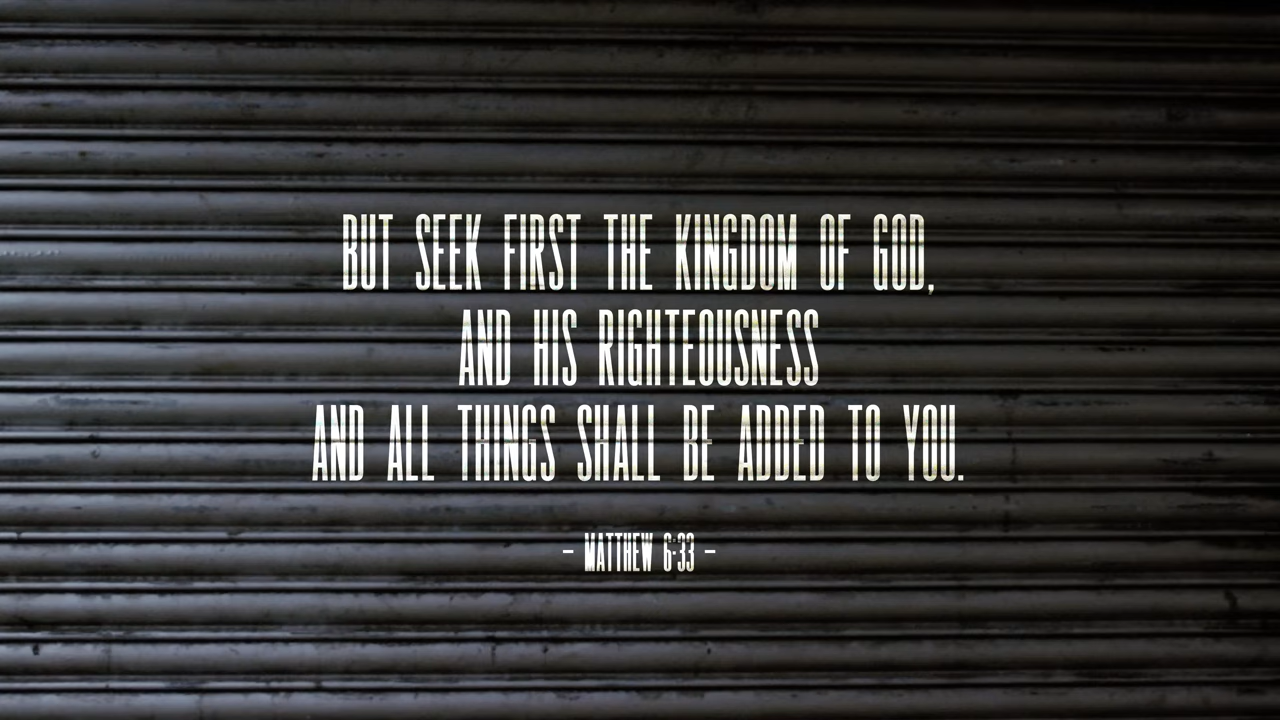 BUT SEEK FIRST THE KINGDOM OF GOD,
AND HIS RIGHTEOUSNESS
AND ALL THINGS SHALL BE ADDED TO YOU.
- MATTHEW 6:33 -